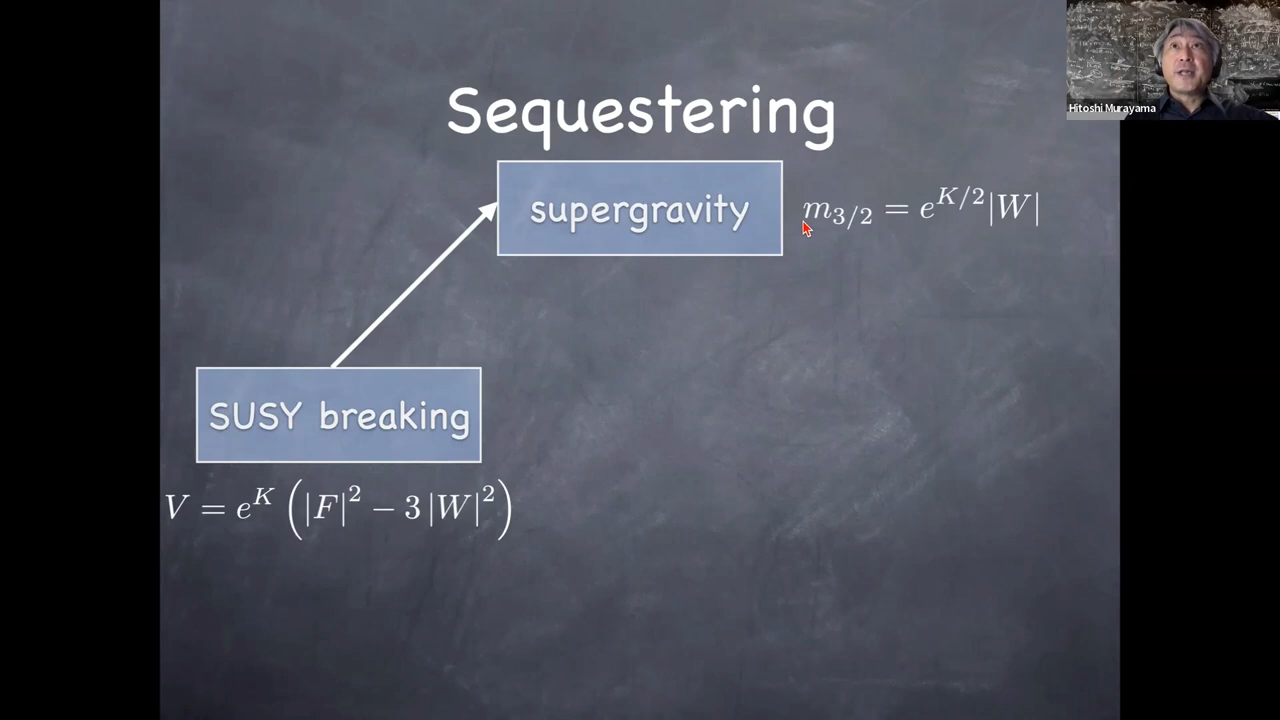 Sequestering
Hitoshi Murayama
supergravity
m_{3/2} = e^{K/2}|W|
SUSY breaking
V = e^K (|F|^2 − 3|W|^2)